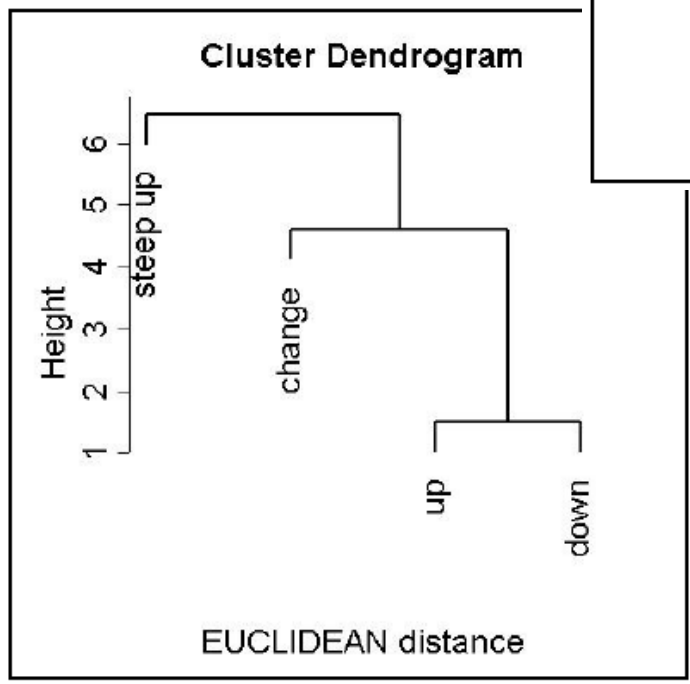 Cluster Dendrogram
Height
6
5
4
3
2
1
steep up
change
up
down
EUCLIDEAN distance